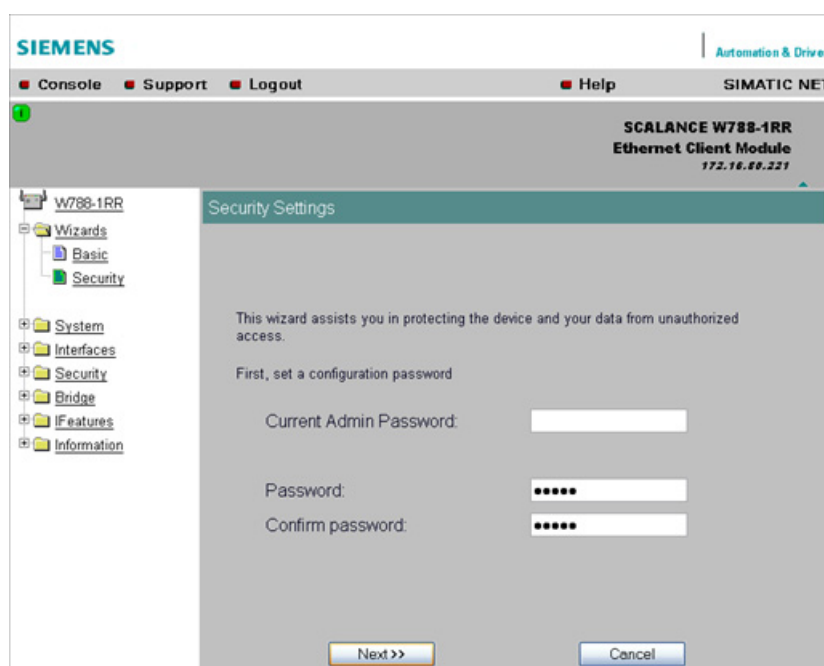 SIEMENS
Automation & Drive
Console Support Logout Help SIMATIC NET
SCALANCE W788-1RR
Ethernet Client Module
172.16.80.221
W788-1RR
Wizards
Basic
Security
System
Interfaces
Security
Bridge
IFeatures
Information
Security Settings
This wizard assists you in protecting the device and your data from unauthorized
access.
First, set a configuration password
Current Admin Password:
Password: •••••
Confirm password: •••••
Next>>
Cancel